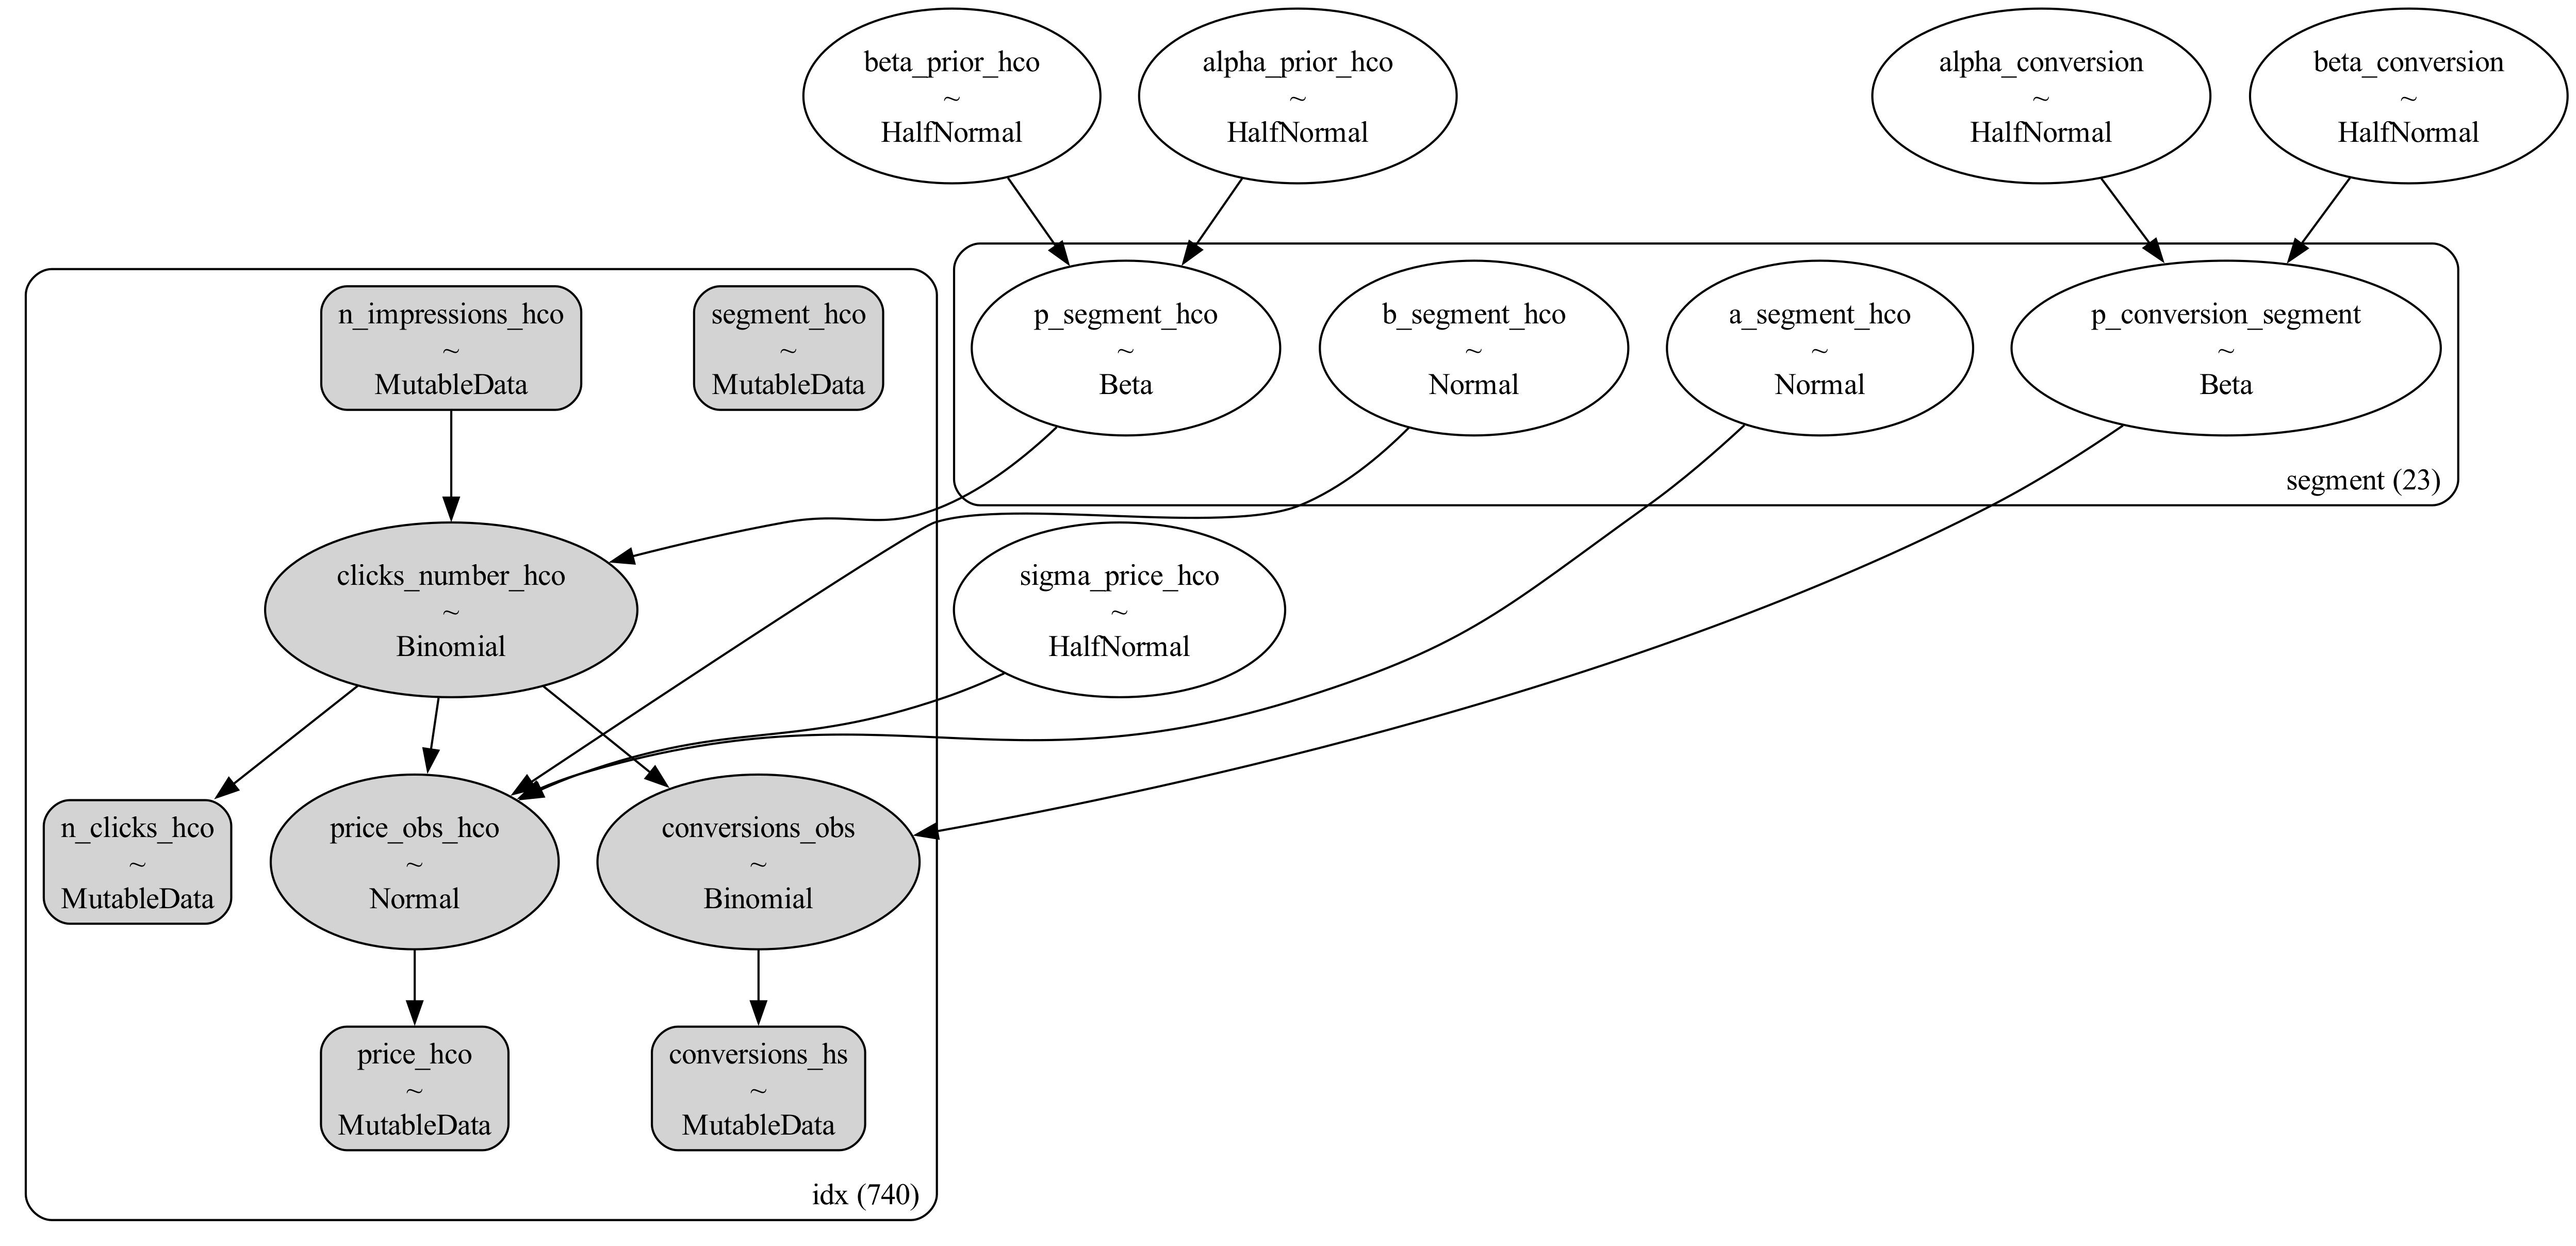 beta_prior_hco
~
HalfNormal
alpha_prior_hco
~
HalfNormal
alpha_conversion
~
HalfNormal
beta_conversion
~
HalfNormal
n_impressions_hco
~
MutableData
segment_hco
~
MutableData
p_segment_hco
~
Beta
b_segment_hco
~
Normal
a_segment_hco
~
Normal
p_conversion_segment
~
Beta
segment (23)
clicks_number_hco
~
Binomial
sigma_price_hco
~
HalfNormal
n_clicks_hco
~
MutableData
price_obs_hco
~
Normal
conversions_obs
~
Binomial
price_hco
~
MutableData
conversions_hs
~
MutableData
idx (740)